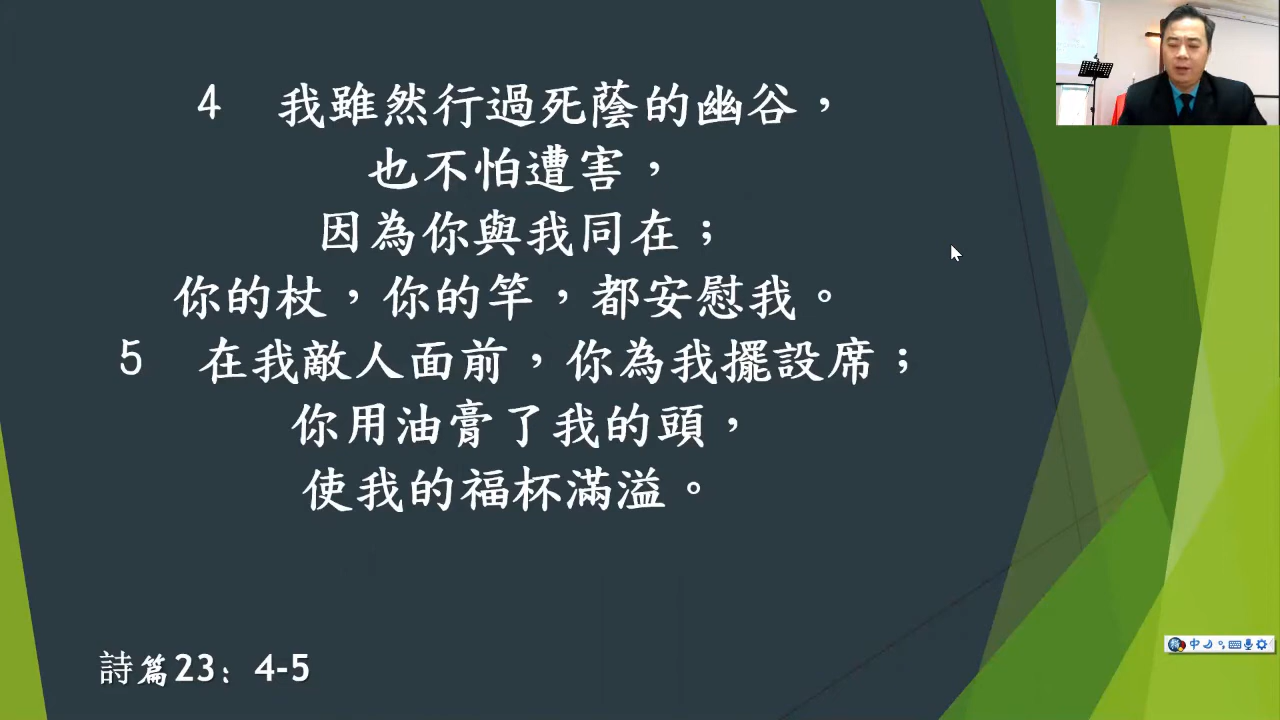 4 我雖然行過死蔭的幽谷，
也不怕遭害，
因為你與我同在；
你的杖，你的竿，都安慰我。
5 在我敵人面前，你為我擺設席；
你用油膏了我的頭，
使我的福杯滿溢。
詩篇23：4-5
中